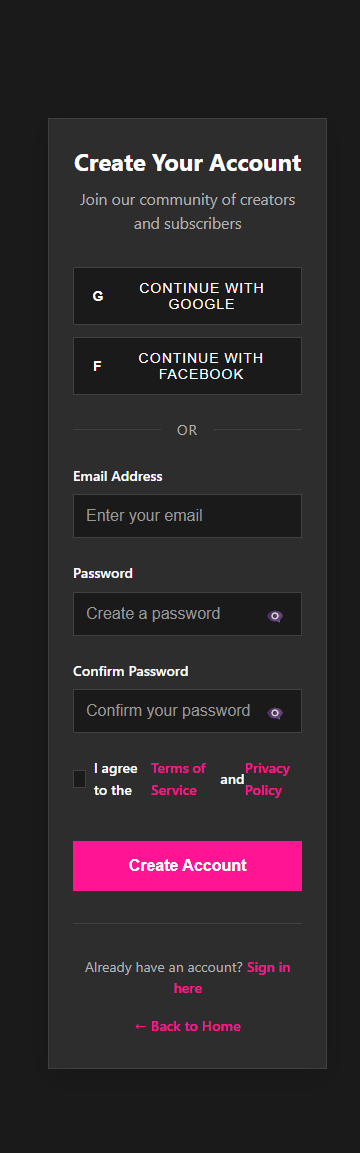 Create Your Account
Join our community of creators
and subscribers
G CONTINUE WITH
GOOGLE
F CONTINUE WITH
FACEBOOK
OR
Email Address
Enter your email
Password
Create a password
Confirm Password
Confirm your password
I agree to the Terms of Service and Privacy Policy
Create Account
Already have an account? Sign in
here
← Back to Home